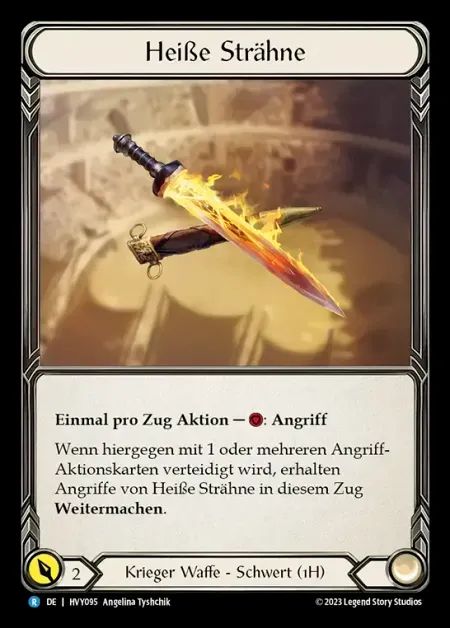 Heiße Strähne
Einmal pro Zug Aktion — : Angriff
Wenn hiergegen mit 1 oder mehreren Angriff-
Aktionskarten verteidigt wird, erhalten
Angriffe von Heiße Strähne in diesem Zug
Weitermachen.
2
Krieger Waffe - Schwert (1H)
R DE | HVY095 Angelina Tyshchik
© 2023 Legend Story Studios